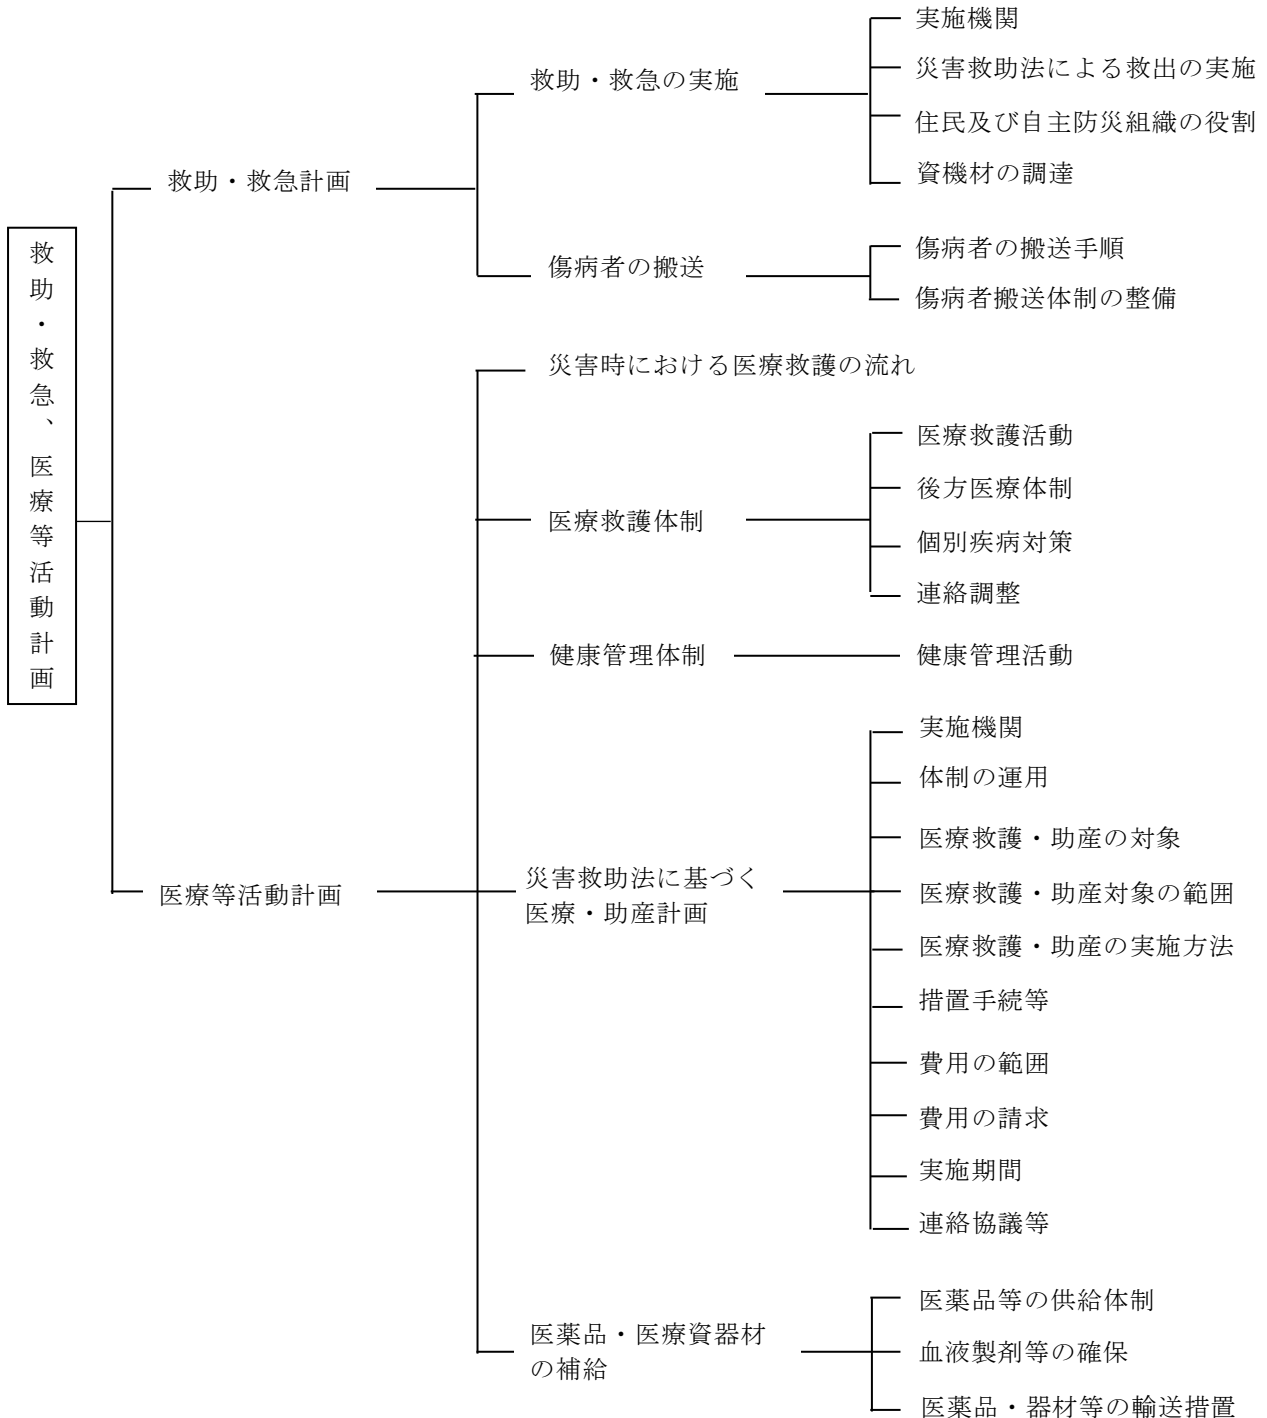 救助・救急、医療等活動計画
救助・救急計画
救助・救急の実施
実施機関
災害救助法による救出の実施
住民及び自主防災組織の役割
資機材の調達
傷病者の搬送
傷病者の搬送手順
傷病者搬送体制の整備
医療等活動計画
災害時における医療救護の流れ
医療救護体制
医療救護活動
後方医療体制
個別疾病対策
連絡調整
健康管理体制
健康管理活動
災害救助法に基づく
医療・助産計画
実施機関
体制の運用
医療救護・助産の対象
医療救護・助産対象の範囲
医療救護・助産の実施方法
措置手続等
費用の範囲
費用の請求
実施期間
連絡協議等
医薬品・医療資器材
の補給
医薬品等の供給体制
血液製剤等の確保
医薬品・器材等の輸送措置